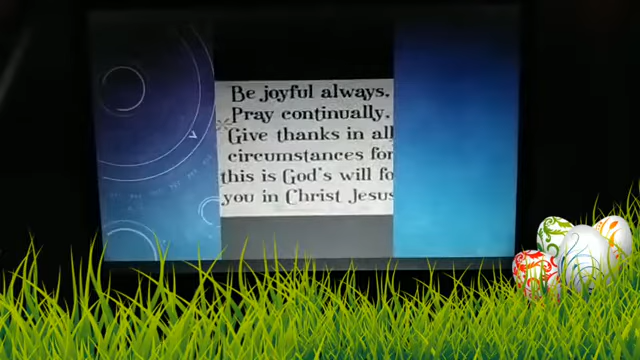 Be joyful always.
Pray continually.
Give thanks in all
circumstances for
this is God's will fo
you in Christ Jesus